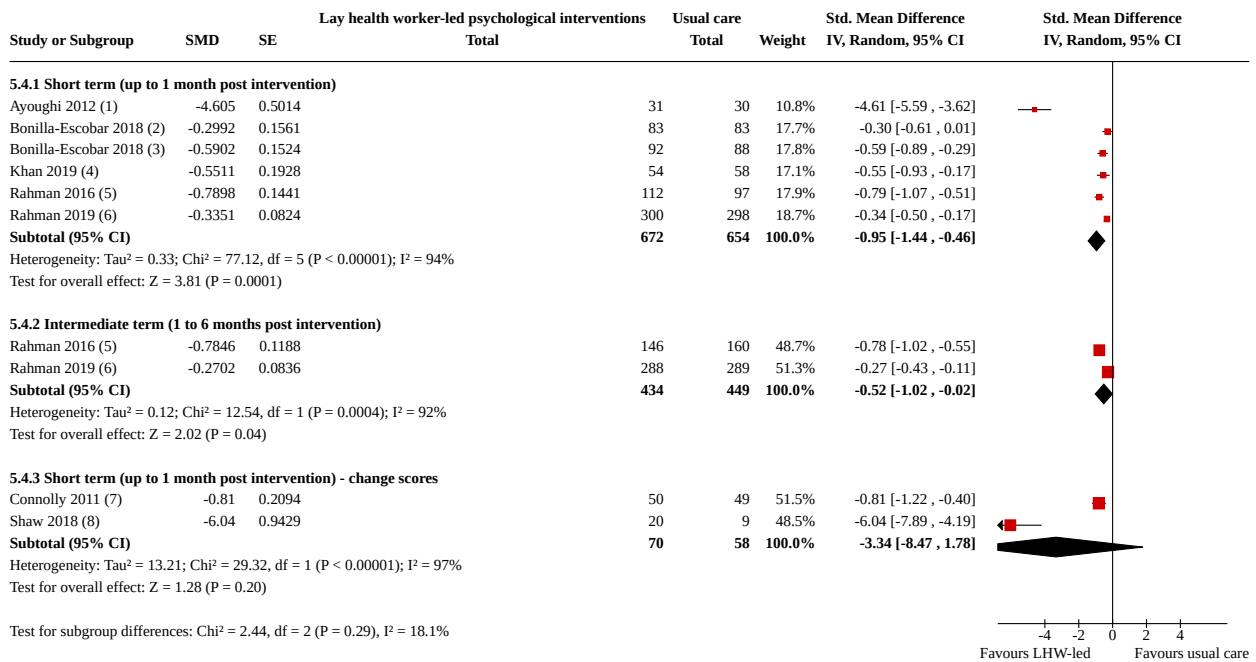 Lay health worker-led psychological interventions Usual care Std. Mean Difference Std. Mean Difference
Study or Subgroup SMD SE Total Total Weight IV, Random, 95% CI IV, Random, 95% CI
5.4.1 Short term (up to 1 month post intervention)
Ayoughi 2012 (1) -4.605 0.5014 31 30 10.8% -4.61 [-5.59 , -3.62]
Bonilla-Escobar 2018 (2) -0.2992 0.1561 83 83 17.7% -0.30 [-0.61 , 0.01]
Bonilla-Escobar 2018 (3) -0.5902 0.1524 92 88 17.8% -0.59 [-0.89 , -0.29]
Khan 2019 (4) -0.5511 0.1928 54 58 17.1% -0.55 [-0.93 , -0.17]
Rahman 2016 (5) -0.7898 0.1441 112 97 17.9% -0.79 [-1.07 , -0.51]
Rahman 2019 (6) -0.3351 0.0824 300 298 18.7% -0.34 [-0.50 , -0.17]
Subtotal (95% CI) 672 654 100.0% -0.95 [-1.44 , -0.46]
Heterogeneity: Tau² = 0.33; Chi² = 77.12, df = 5 (P < 0.00001); I² = 94%
Test for overall effect: Z = 3.81 (P = 0.0001)
5.4.2 Intermediate term (1 to 6 months post intervention)
Rahman 2016 (5) -0.7846 0.1188 146 160 48.7% -0.78 [-1.02 , -0.55]
Rahman 2019 (6) -0.2702 0.0836 288 289 51.3% -0.27 [-0.43 , -0.11]
Subtotal (95% CI) 434 449 100.0% -0.52 [-1.02 , -0.02]
Heterogeneity: Tau² = 0.12; Chi² = 12.54, df = 1 (P = 0.0004); I² = 92%
Test for overall effect: Z = 2.02 (P = 0.04)
5.4.3 Short term (up to 1 month post intervention) - change scores
Connolly 2011 (7) -0.81 0.2094 50 49 51.5% -0.81 [-1.22 , -0.40]
Shaw 2018 (8) -6.04 0.9429 20 9 48.5% -6.04 [-7.89 , -4.19]
Subtotal (95% CI) 70 58 100.0% -3.34 [-8.47 , 1.78]
Heterogeneity: Tau² = 13.21; Chi² = 29.32, df = 1 (P < 0.00001); I² = 97%
Test for overall effect: Z = 1.28 (P = 0.20)
Test for subgroup differences: Chi² = 2.44, df = 2 (P = 0.29), I² = 18.1%
-4 -2 0 2 4
Favours LHW-led Favours usual care